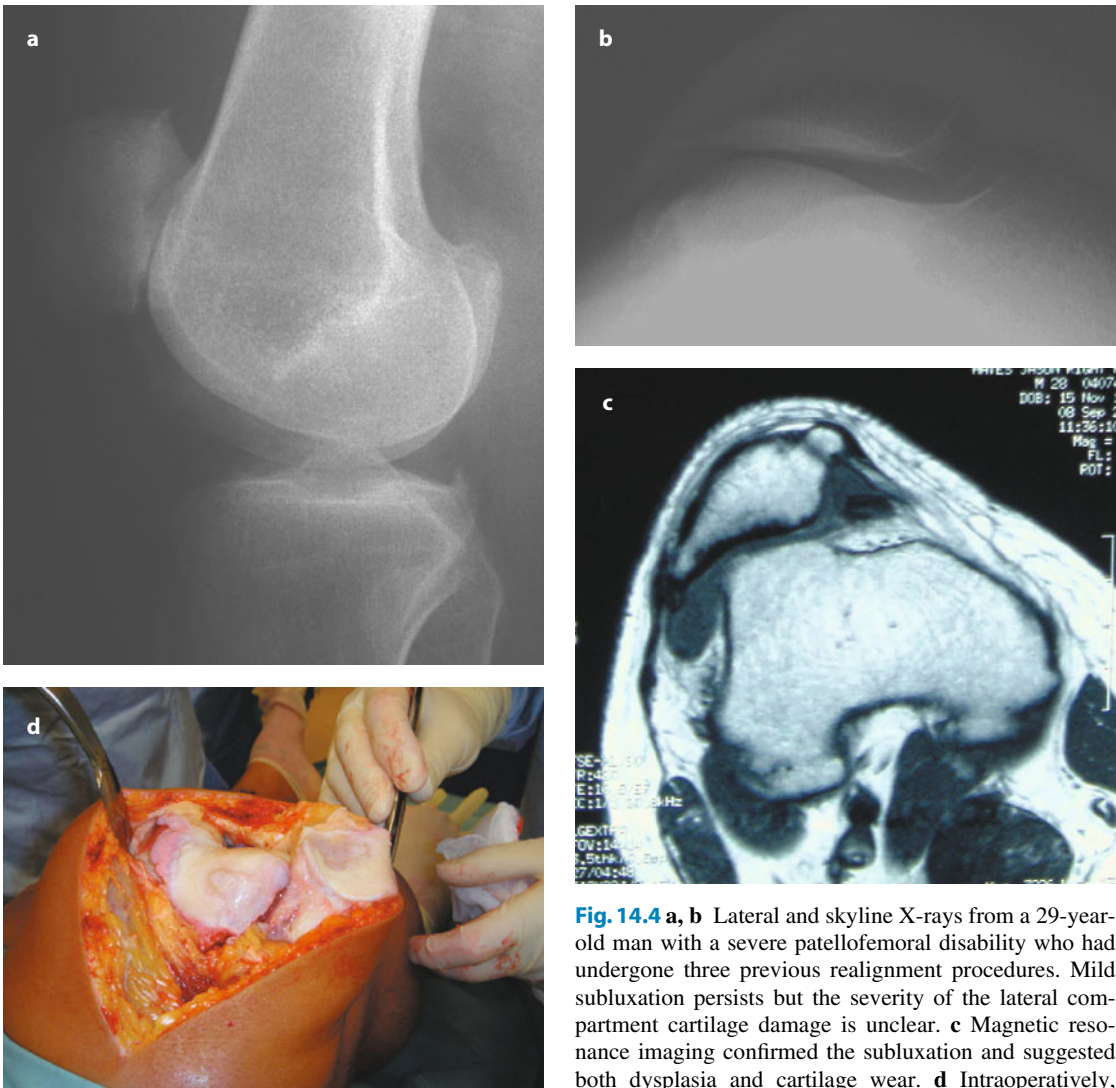 a
b
c
M 28
DOB: 15 Nov
08 Sep
11:36:1
Mag =
FL:
ROT:
d
Fig. 14.4 a, b Lateral and skyline X-rays from a 29-year-
old man with a severe patellofemoral disability who had
undergone three previous realignment procedures. Mild
subluxation persists but the severity of the lateral com-
partment cartilage damage is unclear. c Magnetic reso-
nance imaging confirmed the subluxation and suggested
both dysplasia and cartilage wear. d Intraoperatively,